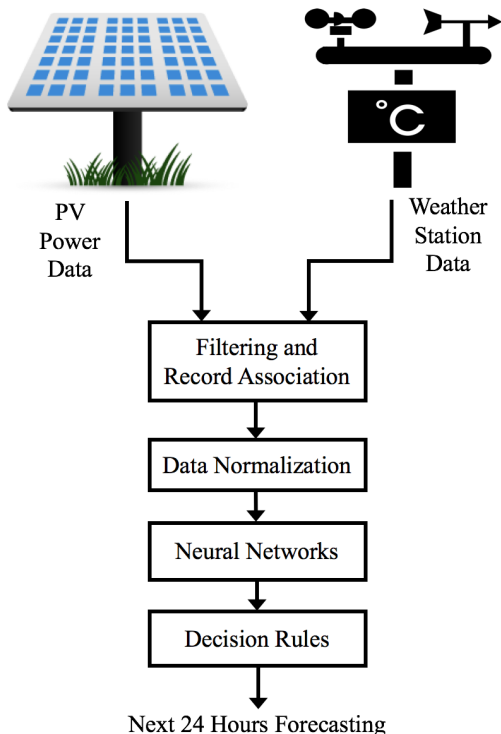 °C
PV
Power
Data
Weather
Station
Data
Filtering and
Record Association
Data Normalization
Neural Networks
Decision Rules
Next 24 Hours Forecasting